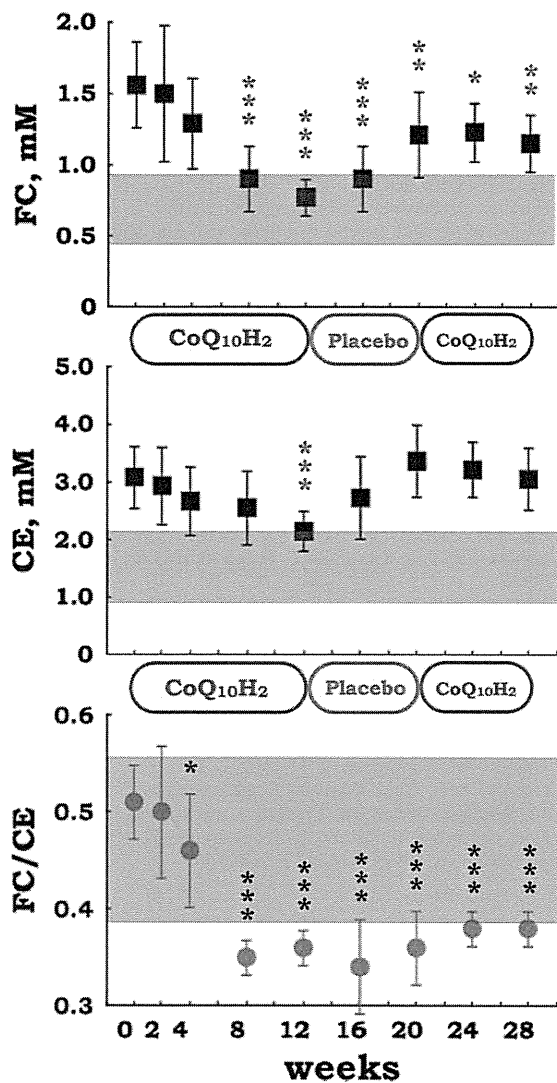 FC, mM
2.0
1.5
1.0
0.5
0
*** *** *** ** * **
CoQ₁₀H₂ Placebo CoQ₁₀H₂
CE, mM
5.0
4.0
3.0
2.0
1.0
0
***
CoQ₁₀H₂ Placebo CoQ₁₀H₂
FC/CE
0.6
0.5
0.4
0.3
* *** *** *** *** *** ***
0 2 4 8 12 16 20 24 28
weeks